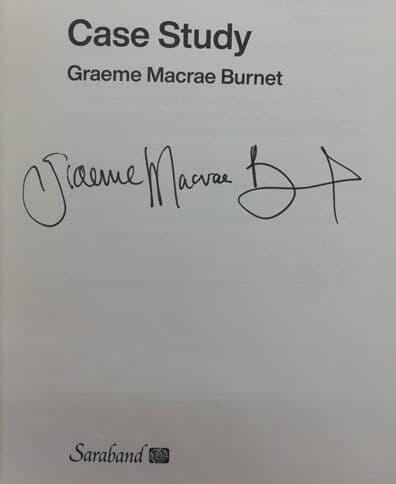 Case Study
Graeme Macrae Burnet
Graeme Macrae B
Saraband